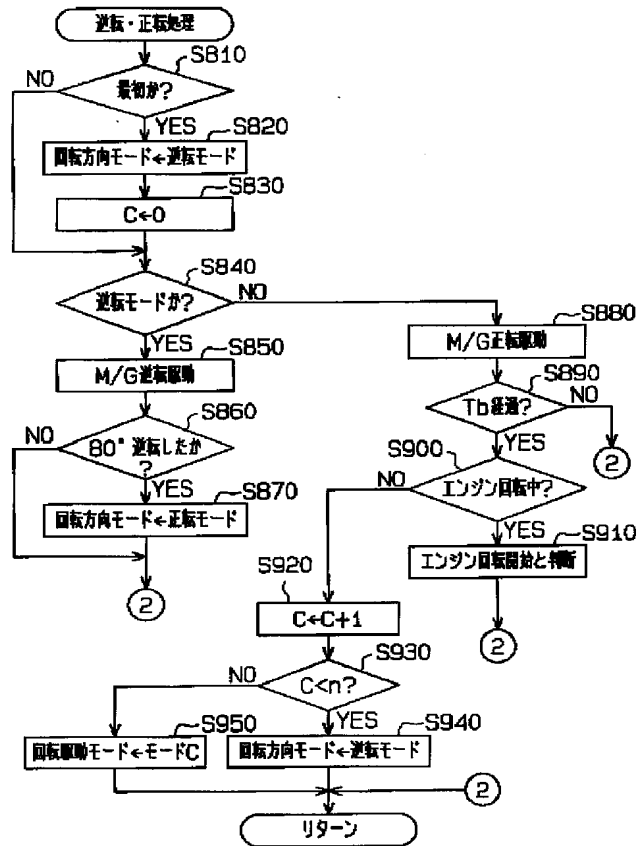 逆転・正転処理
S810
NO
最初か?
YES
S820
回転方向モード←逆転モード
S830
C←0
S840
逆転モードか?
NO
YES
S850
M/G逆転駆動
S860
NO
80°逆転したか
?
YES
S870
回転方向モード←正転モード
2
S880
M/G正転駆動
S890
Tb経過?
NO
YES
2
S900
NO
エンジン回転中?
YES
S910
エンジン回転開始と判断
2
S920
C←C+1
S930
NO
C<n?
YES
S950
回転駆動モード←モードC
S940
回転方向モード←逆転モード
2
リターン